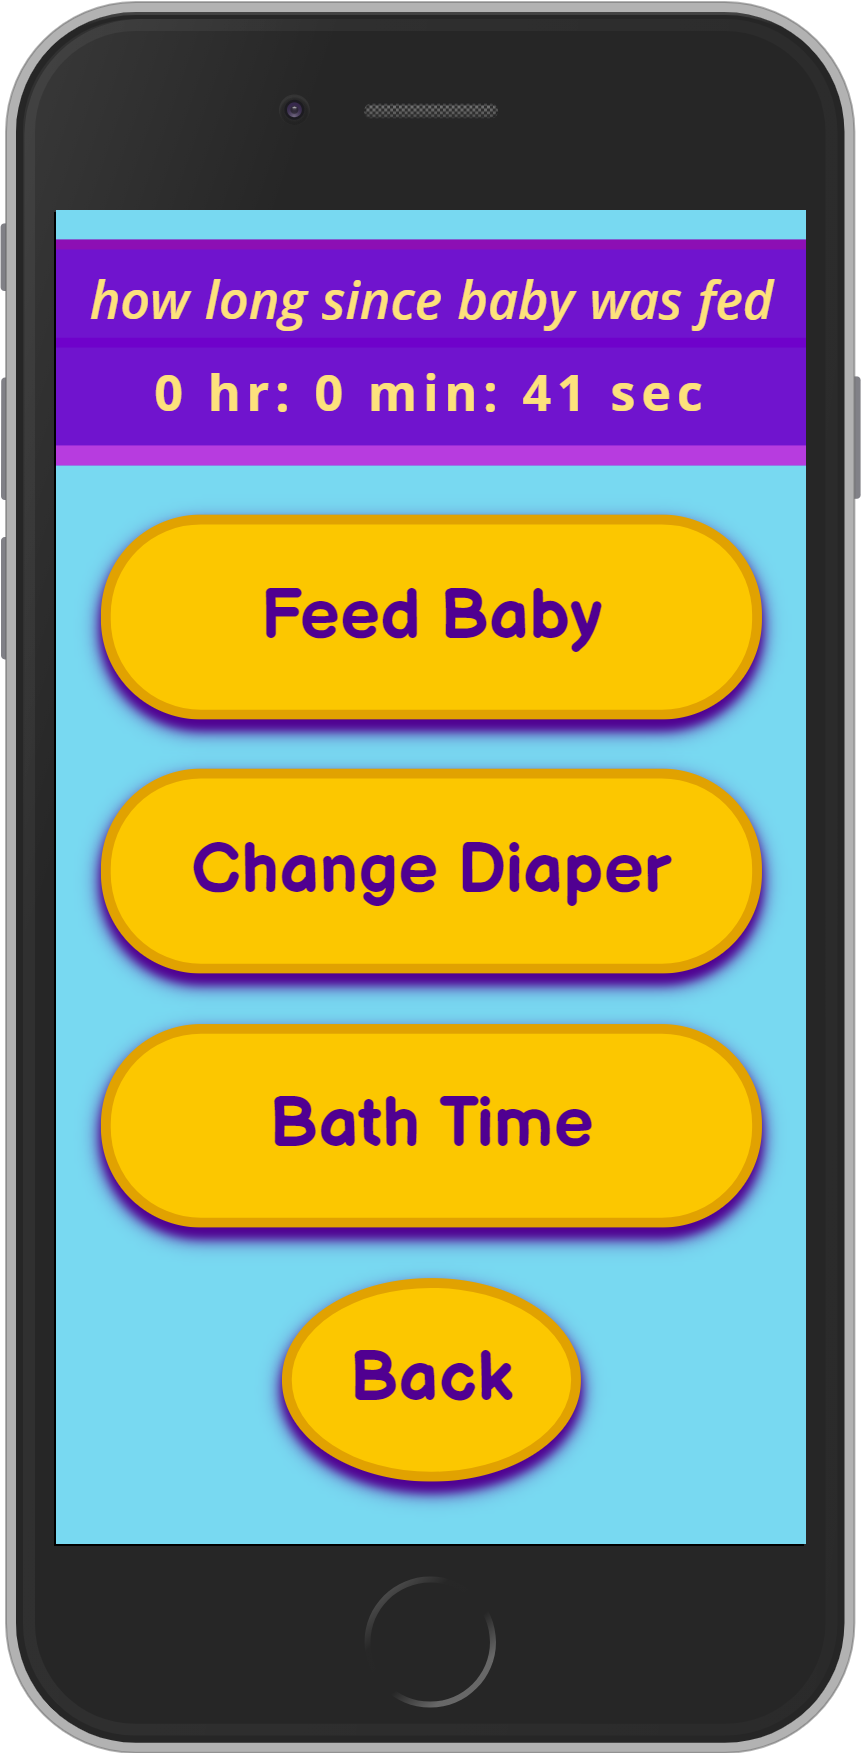 how long since baby was fed
0 hr: 0 min: 41 sec
Feed Baby
Change Diaper
Bath Time
Back